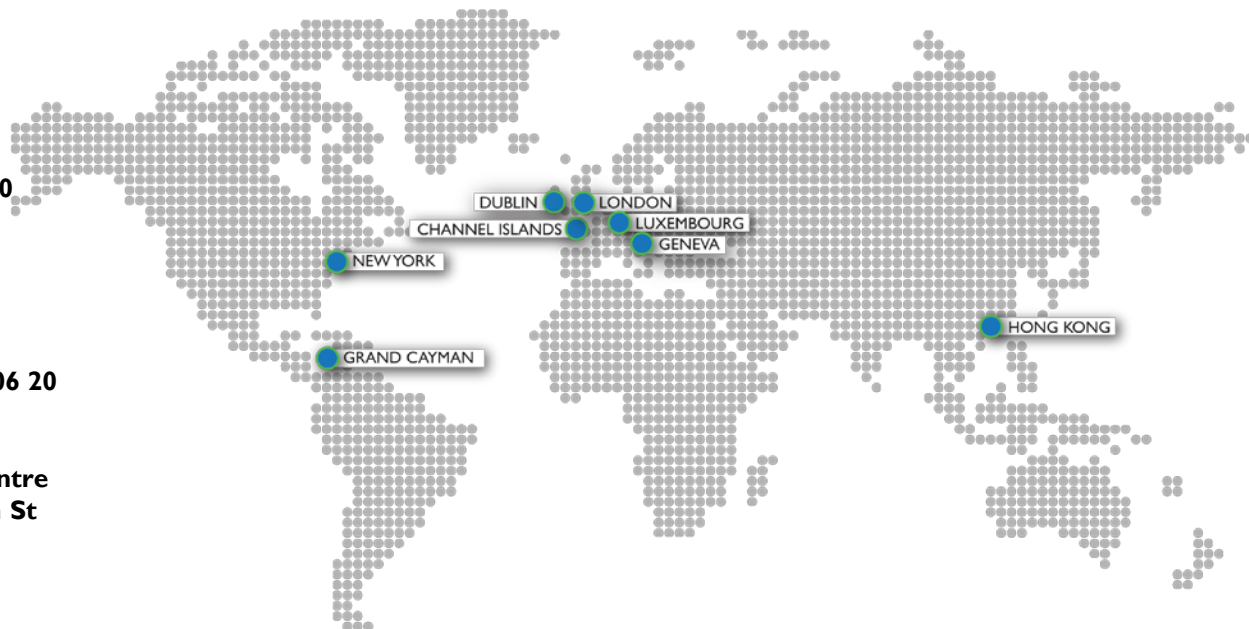 0
DUBLIN
LONDON
CHANNEL ISLANDS
LUXEMBOURG
GENEVA
NEW YORK
HONG KONG
GRAND CAYMAN
06 20
ntre
St